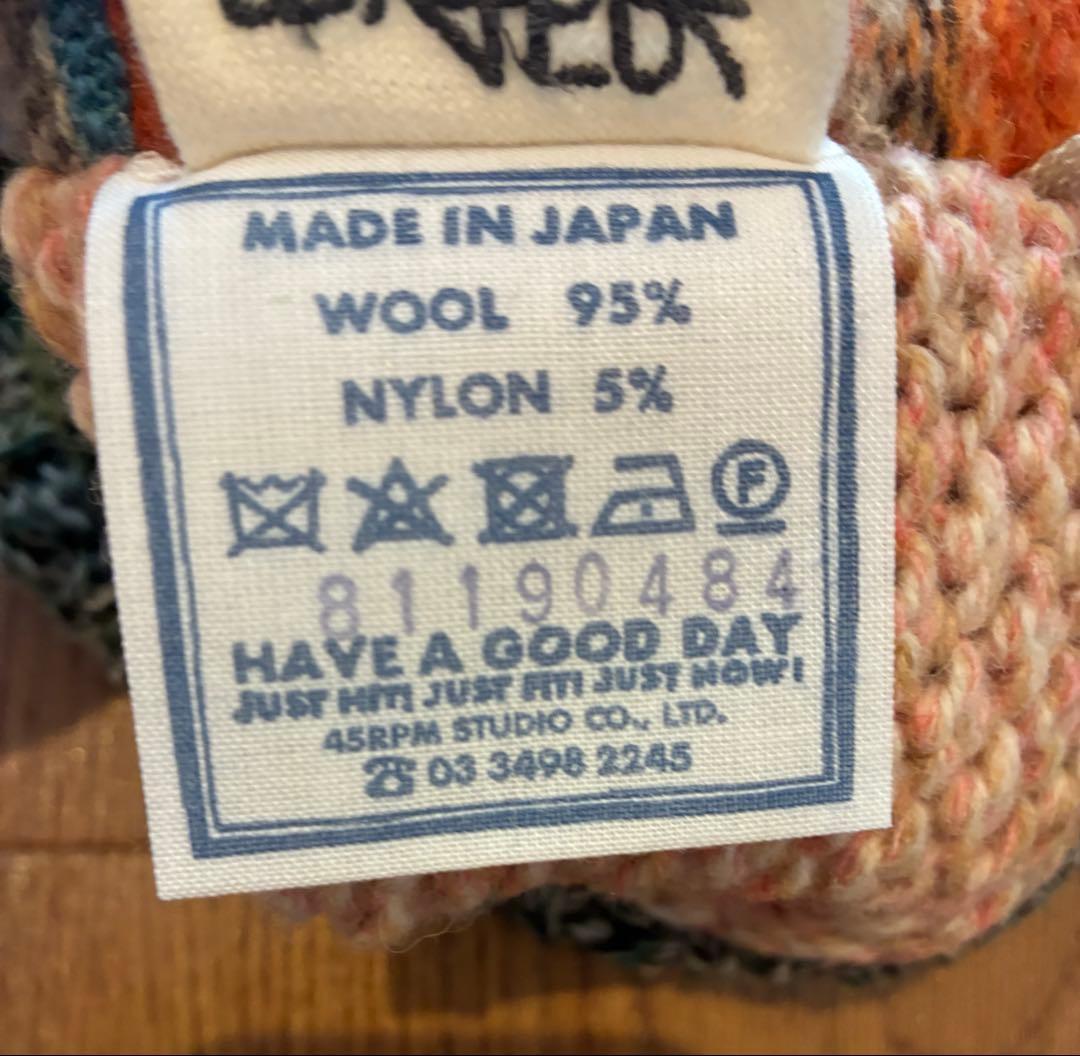 MADE IN JAPAN
WOOL 95%
NYLON 5%
F
81190484
HAVE A GOOD DAY
JUST HIT! JUST FIT! JUST NOW!
45RPM STUDIO CO., LTD.
☎ 03 3498 2245